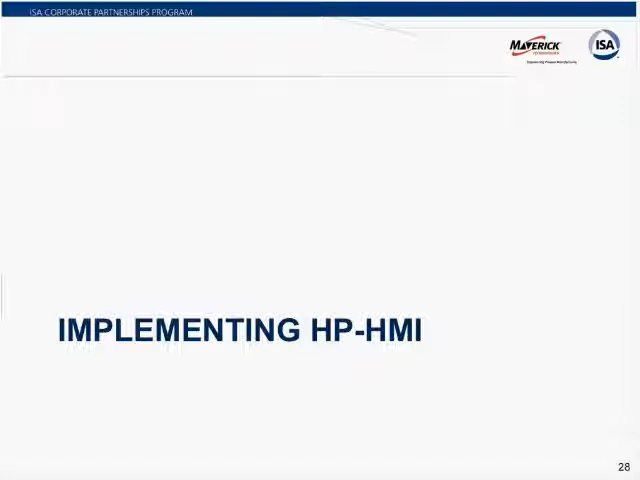 ISA CORPORATE PARTNERSHIPS PROGRAM
MAVERICK
ISA
IMPLEMENTING HP-HMI
28